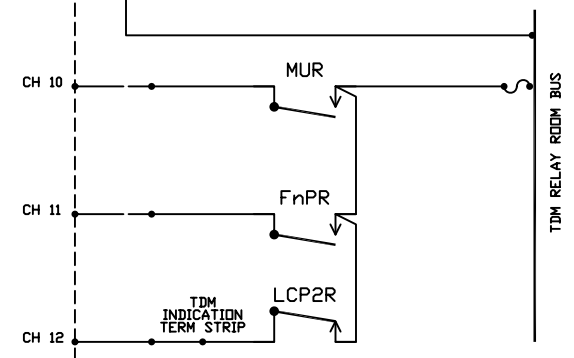 MUR
CH 10
TDM RELAY ROOM BUS
FnPR
CH 11
LCP2R
TDM
INDICATION
TERM STRIP
CH 12